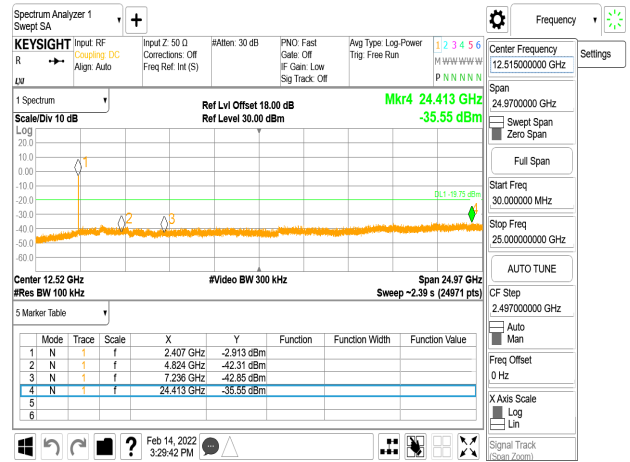 Spectrum Analyzer 1
Swept SA
Frequency
KEYSIGHT
R
Input: RF
Coupling: DC
Align: Auto
Input Z: 50 Ω
Corrections: Off
Freq Ref: Int (S)
#Atten: 30 dB
PNO: Fast
Gate: Off
IF Gain: Low
Sig Track: Off
Avg Type: Log-Power
Trig: Free Run
1 2 3 4 5 6
M W W W W W
P N N N N N
Center Frequency
12.515000000 GHz
Settings
Span
24.9700000 GHz
Swept Span
Zero Span
Full Span
Start Freq
30.000000 MHz
Stop Freq
25.000000000 GHz
AUTO TUNE
CF Step
2.497000000 GHz
Auto
Man
Freq Offset
0 Hz
X Axis Scale
Log
Lin
Signal Track
(Span Zoom)
1 Spectrum
Scale/Div 10 dB
Ref Lvl Offset 18.00 dB
Ref Level 30.00 dBm
Mkr4 24.413 GHz
-35.55 dBm
Log
20.0
10.0
0.00
-10.0
-20.0
-30.0
-40.0
-50.0
-60.0
1
2
3
4
DL1 -19.75 dBm
Center 12.52 GHz
#Res BW 100 kHz
#Video BW 300 kHz
Span 24.97 GHz
Sweep ~2.39 s (24971 pts)
5 Marker Table
Mode Trace Scale X Y Function Function Width Function Value
1 N 1 f 2.407 GHz -2.913 dBm
2 N 1 f 4.824 GHz -42.31 dBm
3 N 1 f 7.236 GHz -42.85 dBm
4 N 1 f 24.413 GHz -35.55 dBm
5
6
?
Feb 14, 2022
3:29:42 PM